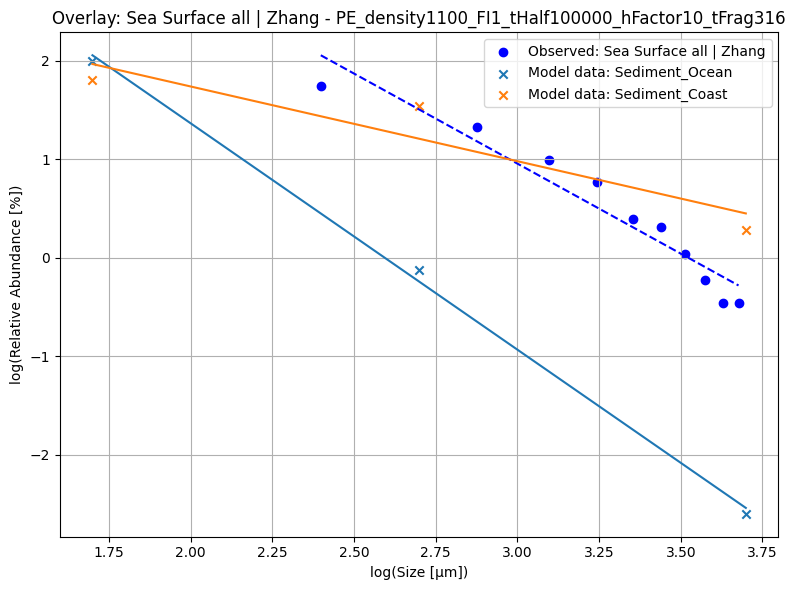 Overlay: Sea Surface all | Zhang - PE_density1100_FI1_tHalf100000_hFactor10_tFrag316
Observed: Sea Surface all | Zhang
Model data: Sediment_Ocean
Model data: Sediment_Coast
log(Relative Abundance [%])
2
1
0
−1
−2
1.75 2.00 2.25 2.50 2.75 3.00 3.25 3.50 3.75
log(Size [µm])